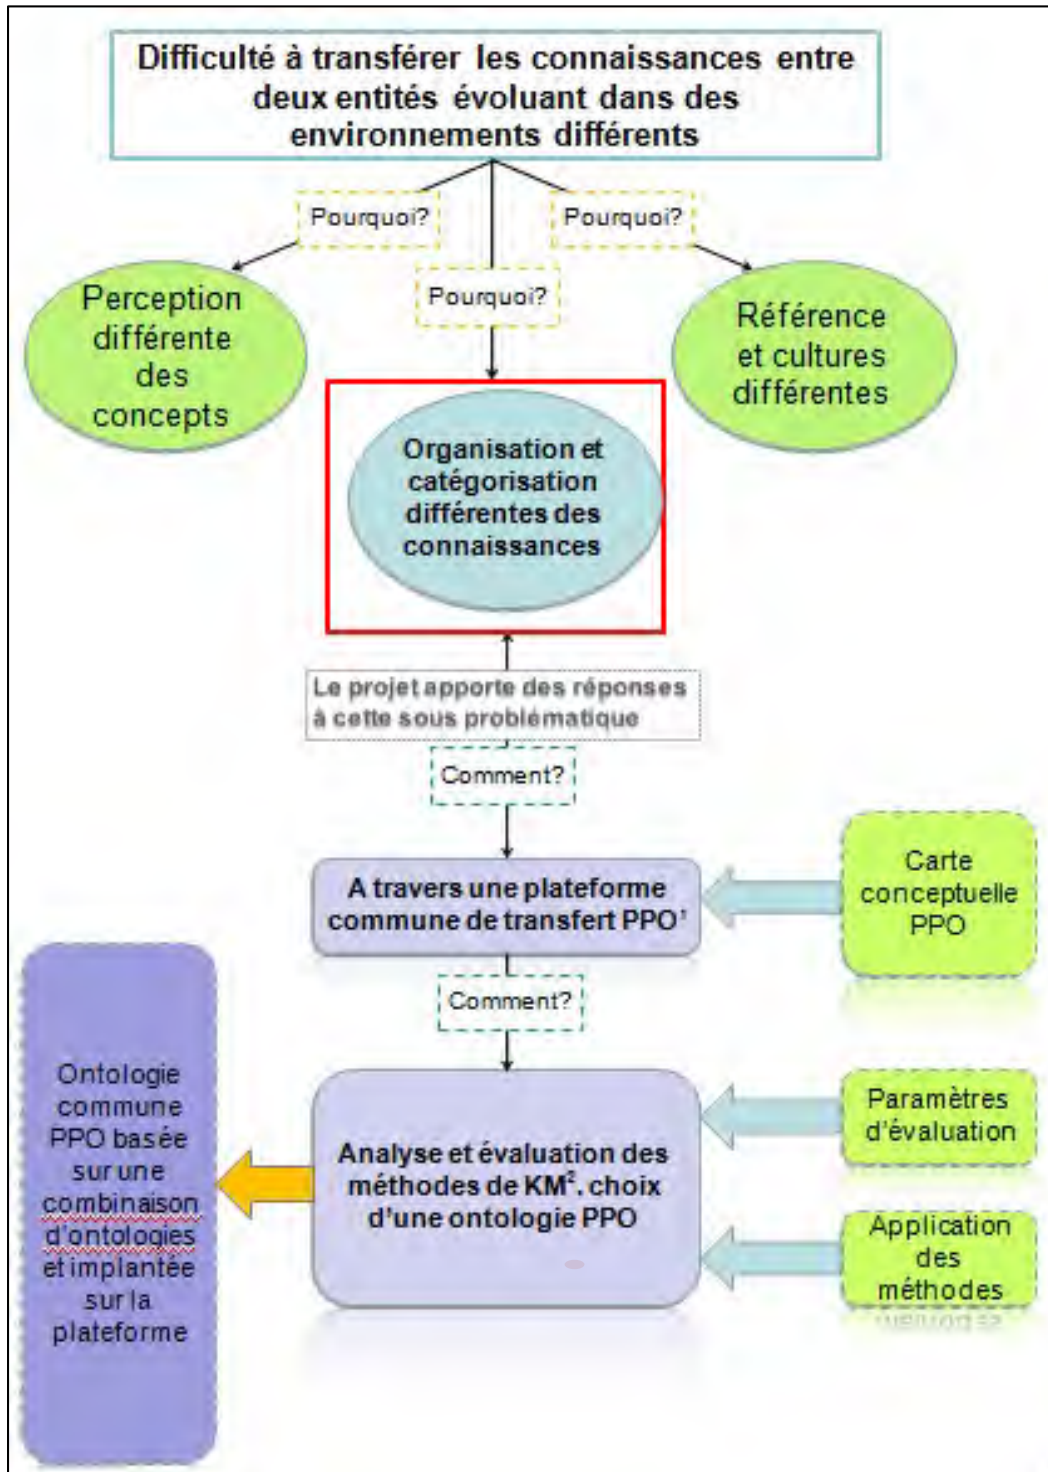 Difficulté à transférer les connaissances entre
deux entités évoluant dans des
environnements différents
Pourquoi?
Pourquoi?
Pourquoi?
Perception
différente
des
concepts
Référence
et cultures
différentes
Organisation et
catégorisation
différentes des
connaissances
Le projet apporte des réponses
à cette sous problématique
Comment?
A travers une plateforme
commune de transfert PPO¹
Carte
conceptuelle
PPO
Comment?
Ontologie
commune
PPO basée
sur une
combinaison
d'ontologies
et implantée
sur la
plateforme
Analyse et évaluation des
méthodes de KM². choix
d'une ontologie PPO
Paramètres
d'évaluation
Application
des
méthodes